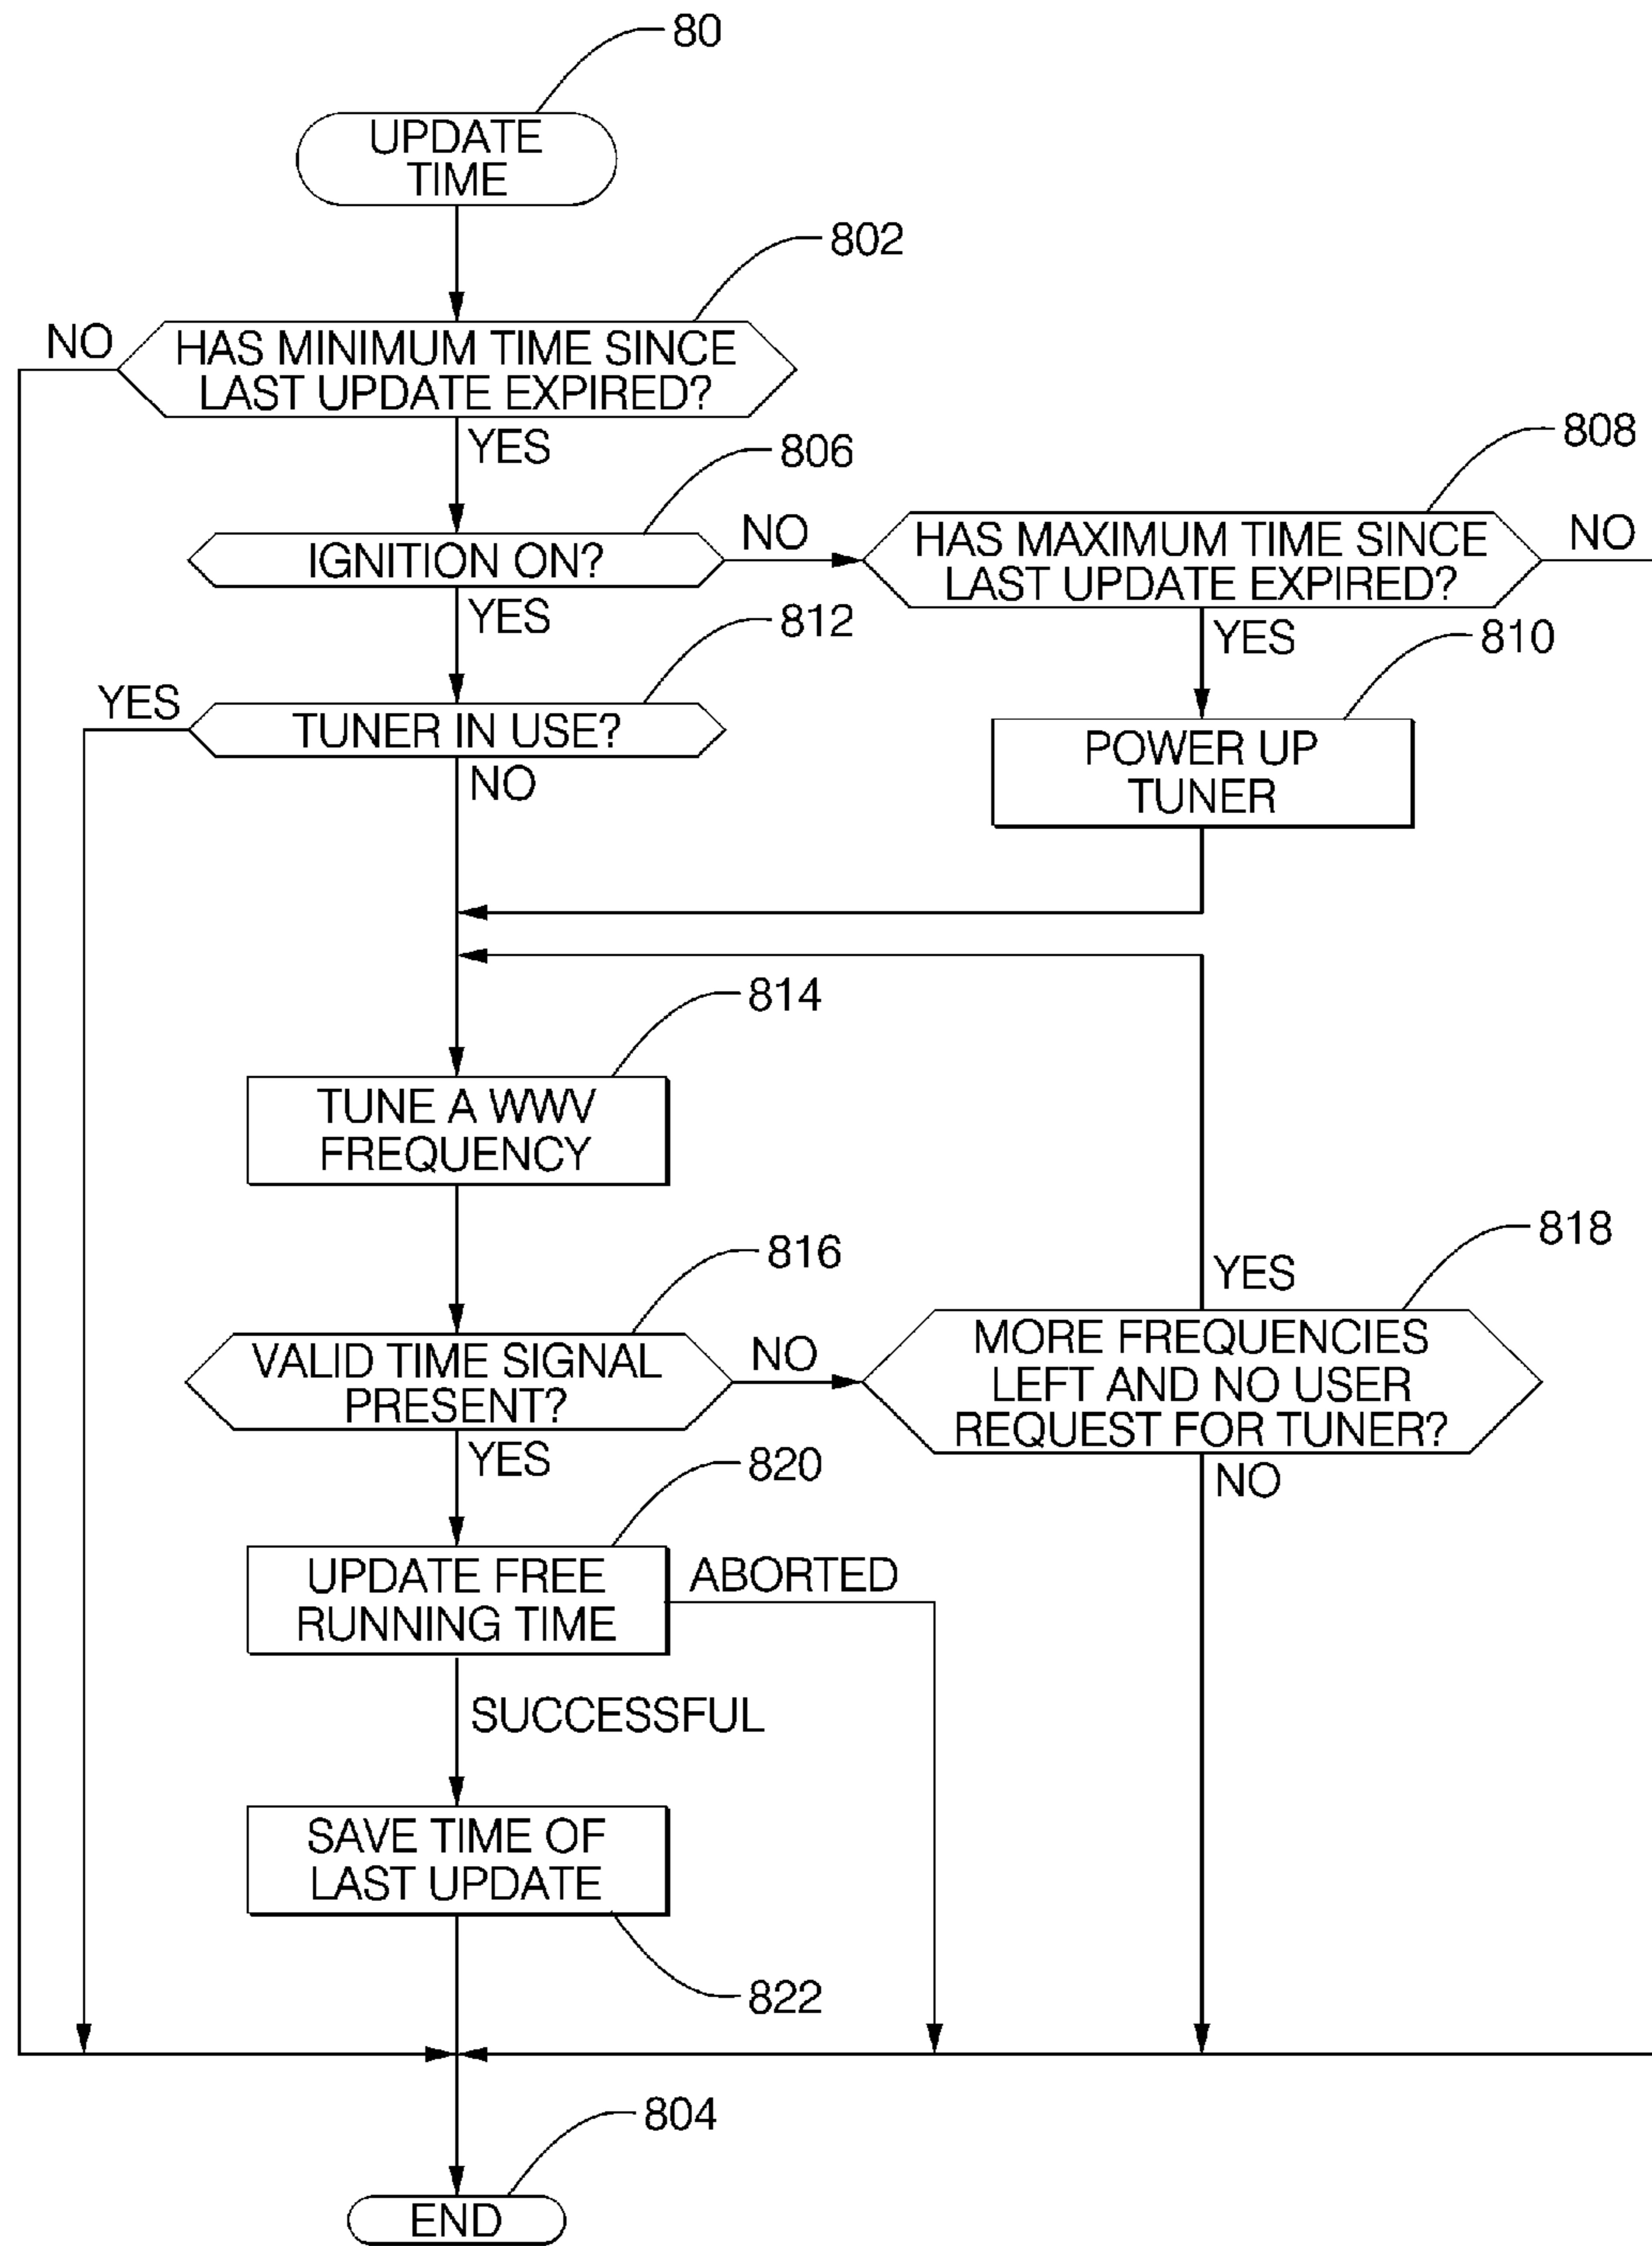 80
UPDATE
TIME
802
NO
HAS MINIMUM TIME SINCE
LAST UPDATE EXPIRED?
YES
806
808
IGNITION ON?
NO
HAS MAXIMUM TIME SINCE
LAST UPDATE EXPIRED?
NO
YES
812
YES
810
YES
TUNER IN USE?
NO
POWER UP
TUNER
814
TUNE A WWV
FREQUENCY
816
818
YES
VALID TIME SIGNAL
PRESENT?
NO
MORE FREQUENCIES
LEFT AND NO USER
REQUEST FOR TUNER?
YES
820
NO
UPDATE FREE
RUNNING TIME
ABORTED
SUCCESSFUL
SAVE TIME OF
LAST UPDATE
822
804
END